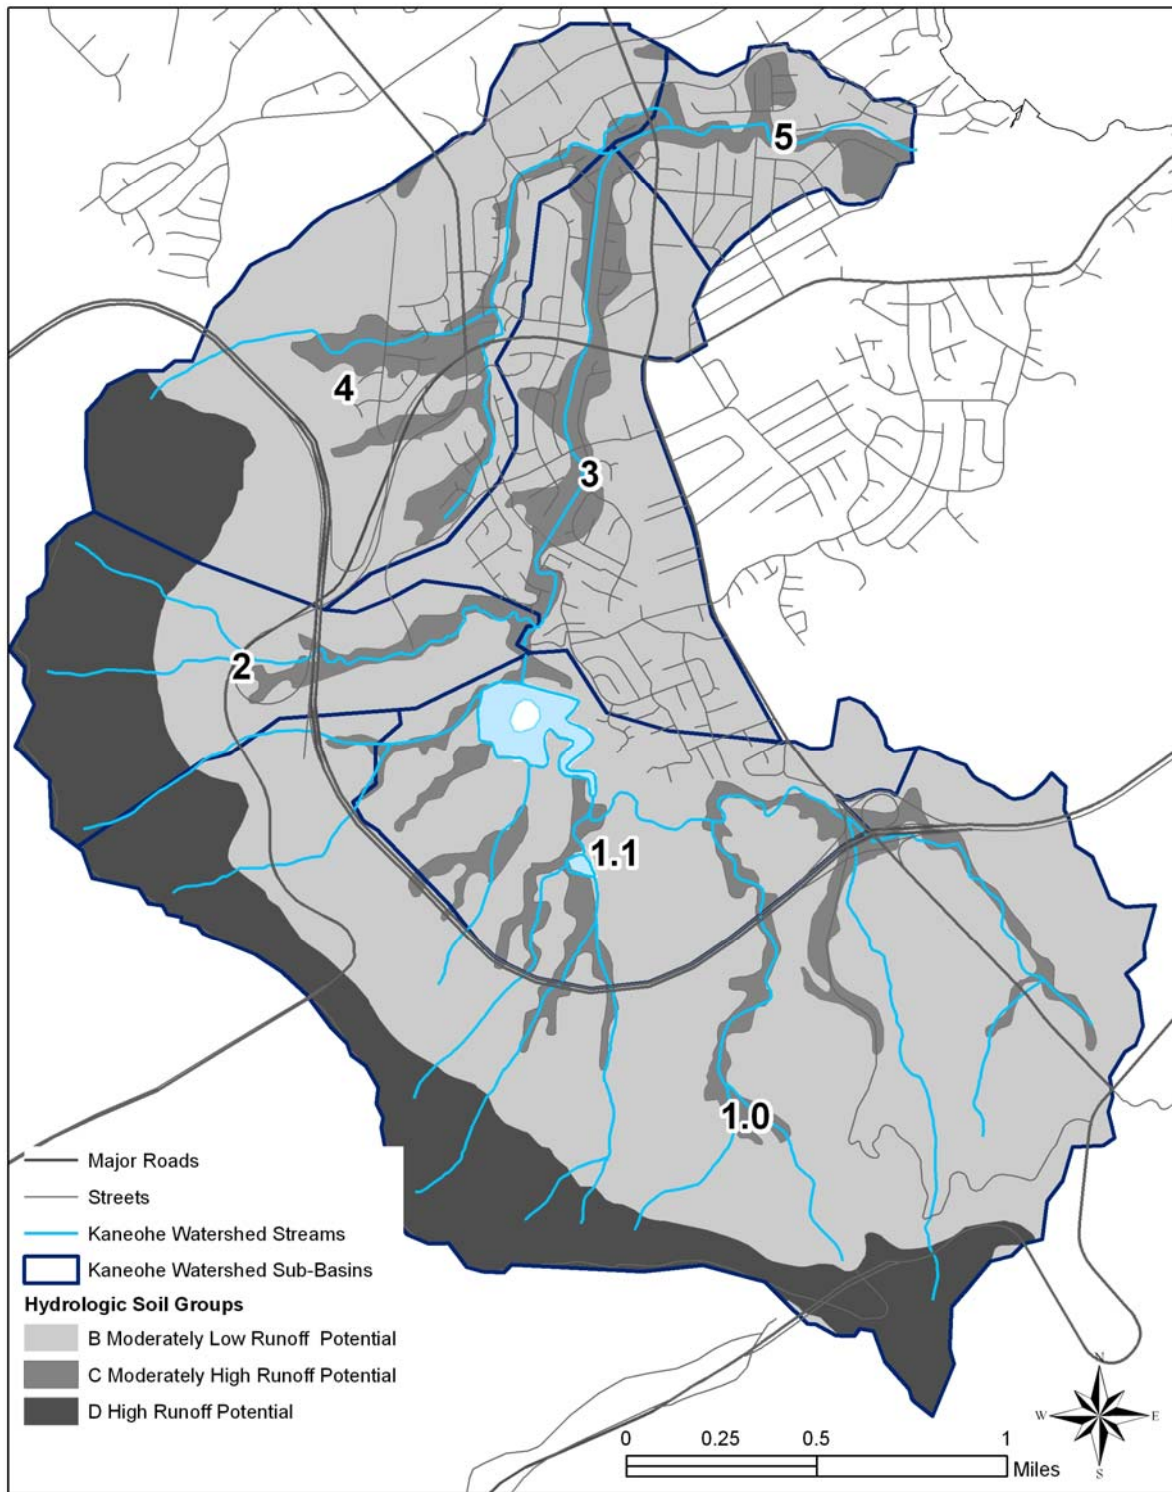 5
4
3
2
1.1
1.0
Major Roads
Streets
Kaneohe Watershed Streams
Kaneohe Watershed Sub-Basins
Hydrologic Soil Groups
B Moderately Low Runoff Potential
C Moderately High Runoff Potential
D High Runoff Potential
N
W E
S
0 0.25 0.5 1
Miles